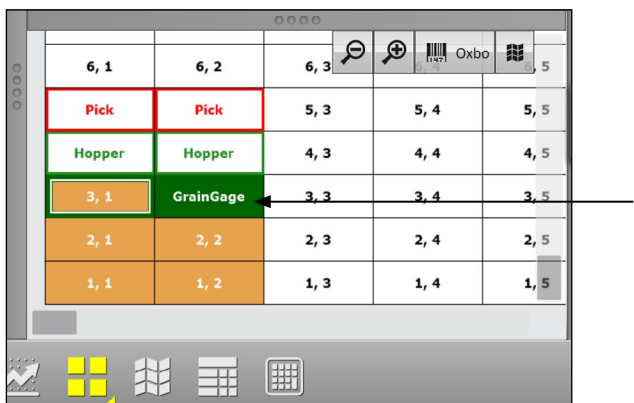 Oxbo
6, 1 6, 2 6, 3 6, 4 6, 5
Pick Pick 5, 3 5, 4 5, 5
Hopper Hopper 4, 3 4, 4 4, 5
3, 1 GrainGage 3, 3 3, 4 3, 5
2, 1 2, 2 2, 3 2, 4 2, 5
1, 1 1, 2 1, 3 1, 4 1, 5